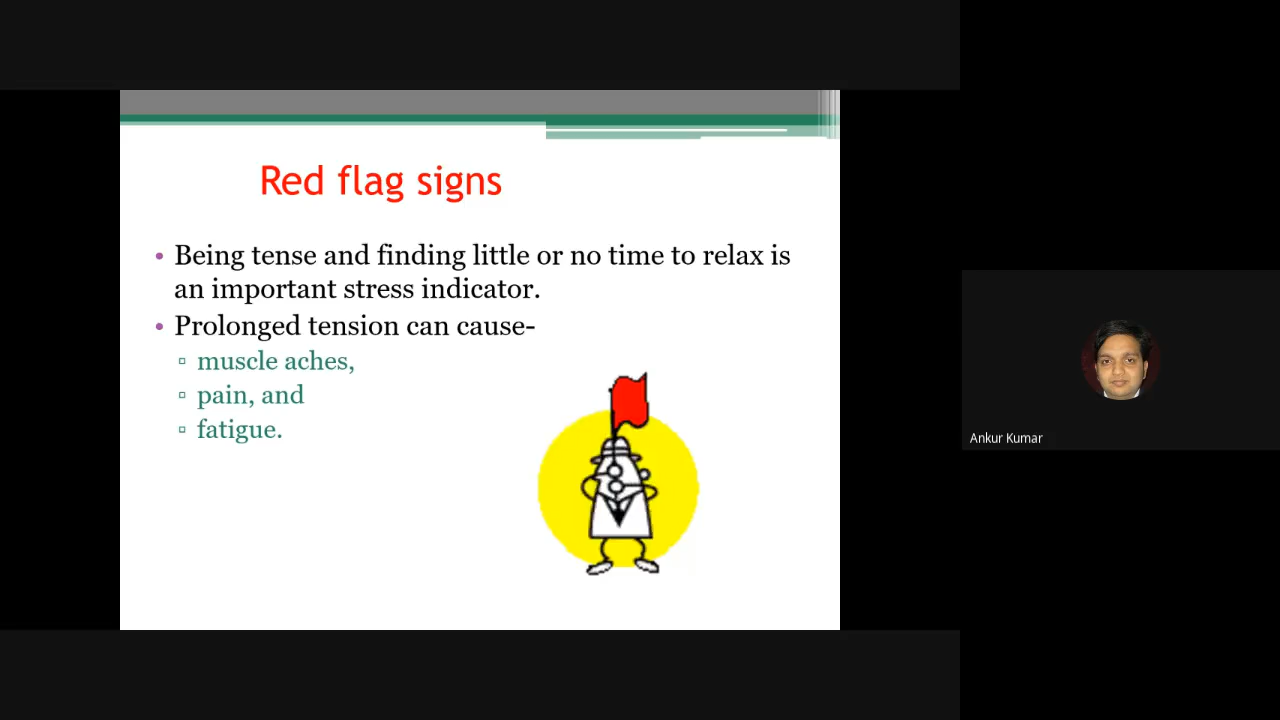 Red flag signs
• Being tense and finding little or no time to relax is
an important stress indicator.
• Prolonged tension can cause-
▫ muscle aches,
▫ pain, and
▫ fatigue.
Ankur Kumar